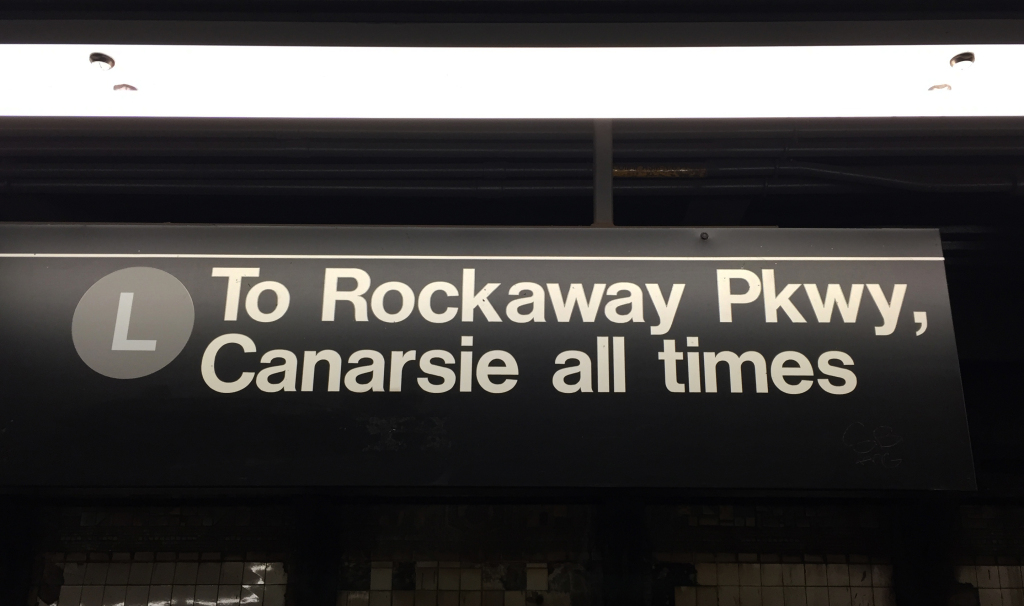 L To Rockaway Pkwy,
Canarsie all times